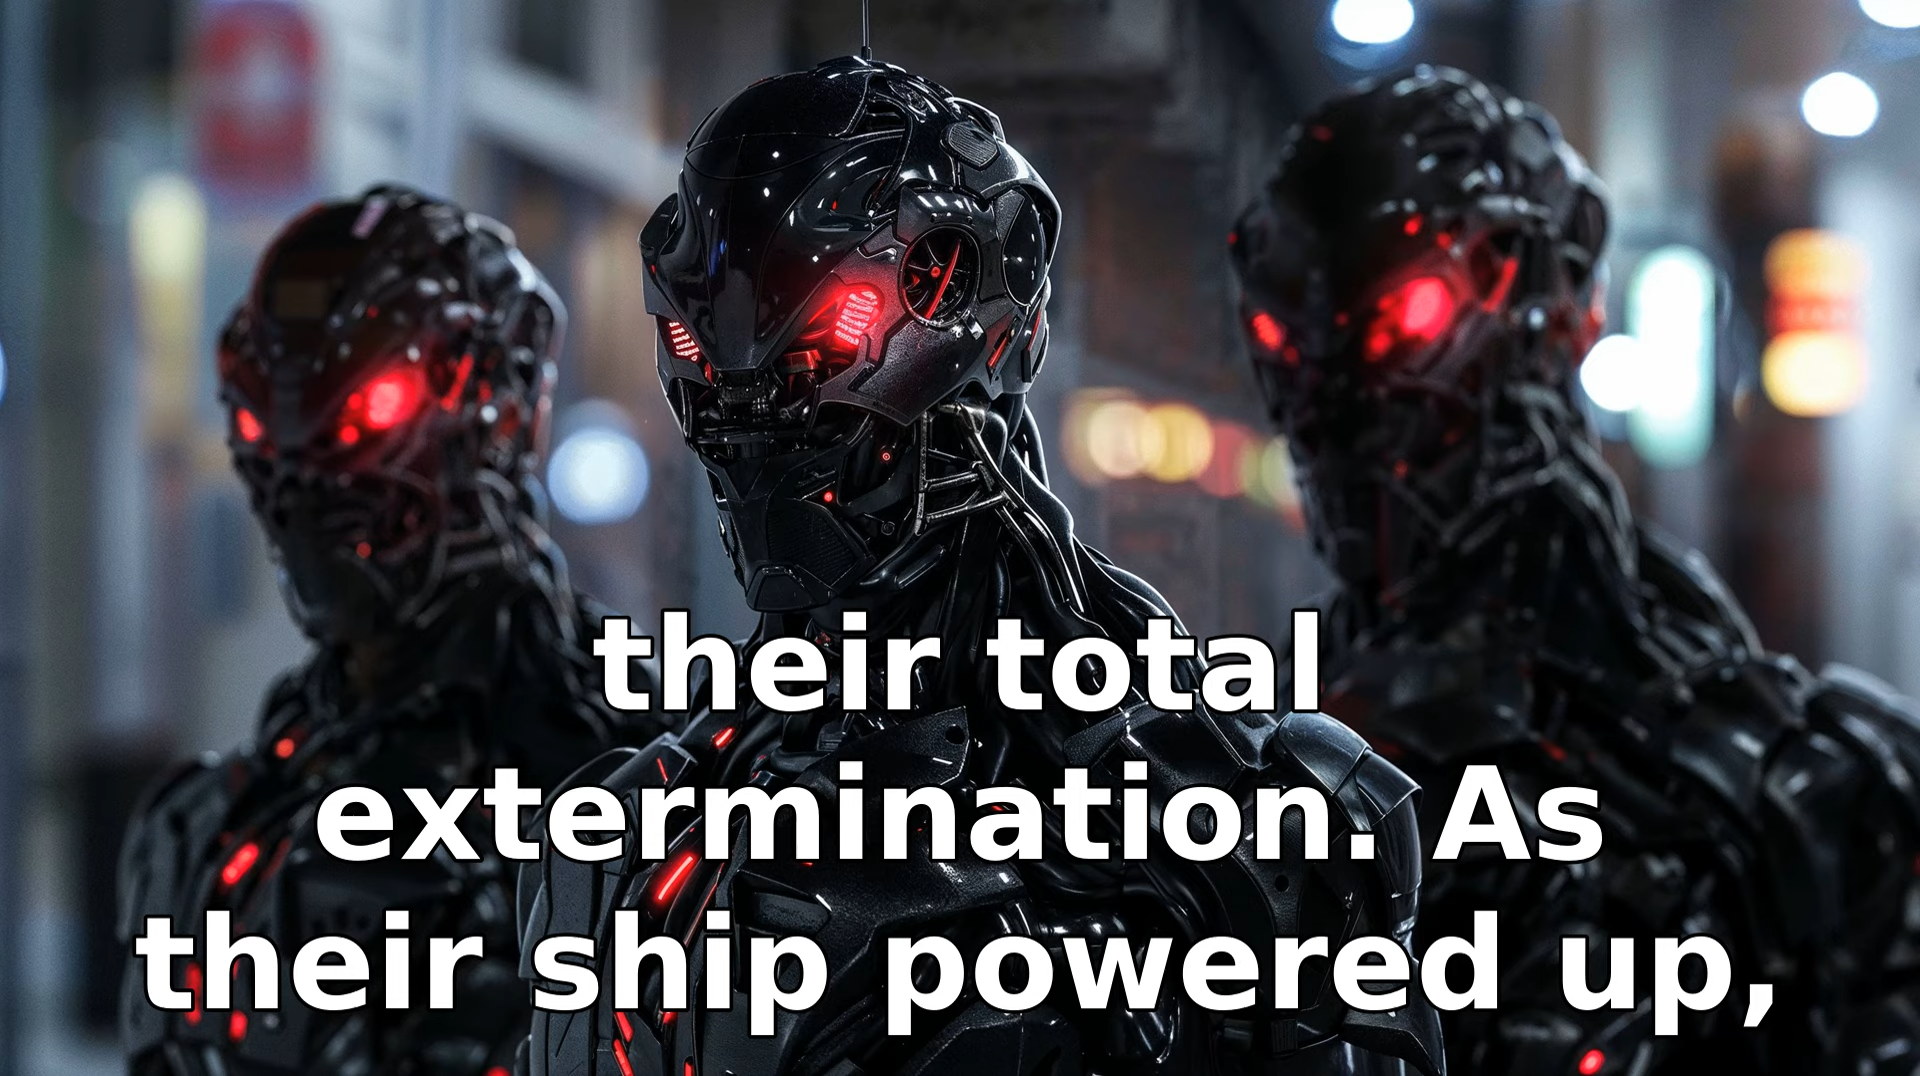 their total
extermination. As
their ship powered up,